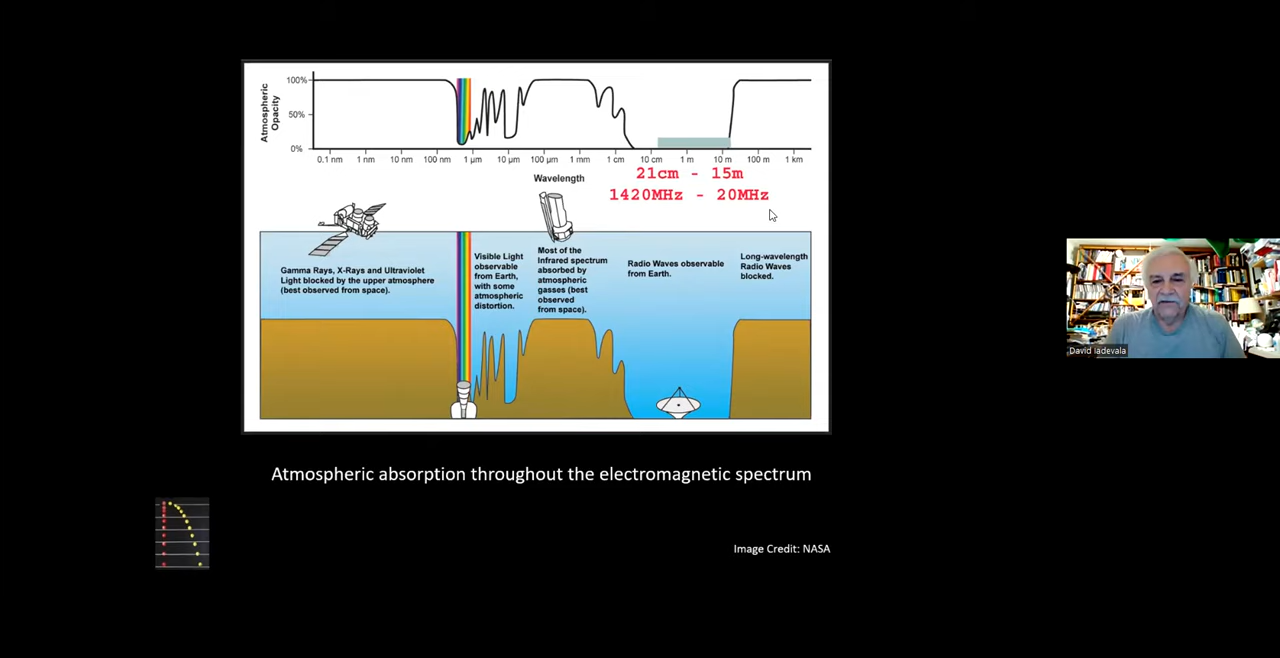 Atmospheric
Opacity
100%
50%
0%
0.1 nm 1 nm 10 nm 100 nm 1 µm 10 µm 100 µm 1 mm 1 cm 10 cm 1 m 10 m 100 m 1 km
Wavelength
21cm - 15m
1420MHz - 20MHz
Gamma Rays, X-Rays and Ultraviolet
Light blocked by the upper atmosphere
(best observed from space).
Visible Light
observable
from Earth,
with some
atmospheric
distortion.
Most of the
Infrared spectrum
absorbed by
atmospheric
gasses (best
observed
from space).
Radio Waves observable
from Earth.
Long-wavelength
Radio Waves
blocked.
David Iadevala
Atmospheric absorption throughout the electromagnetic spectrum
Image Credit: NASA